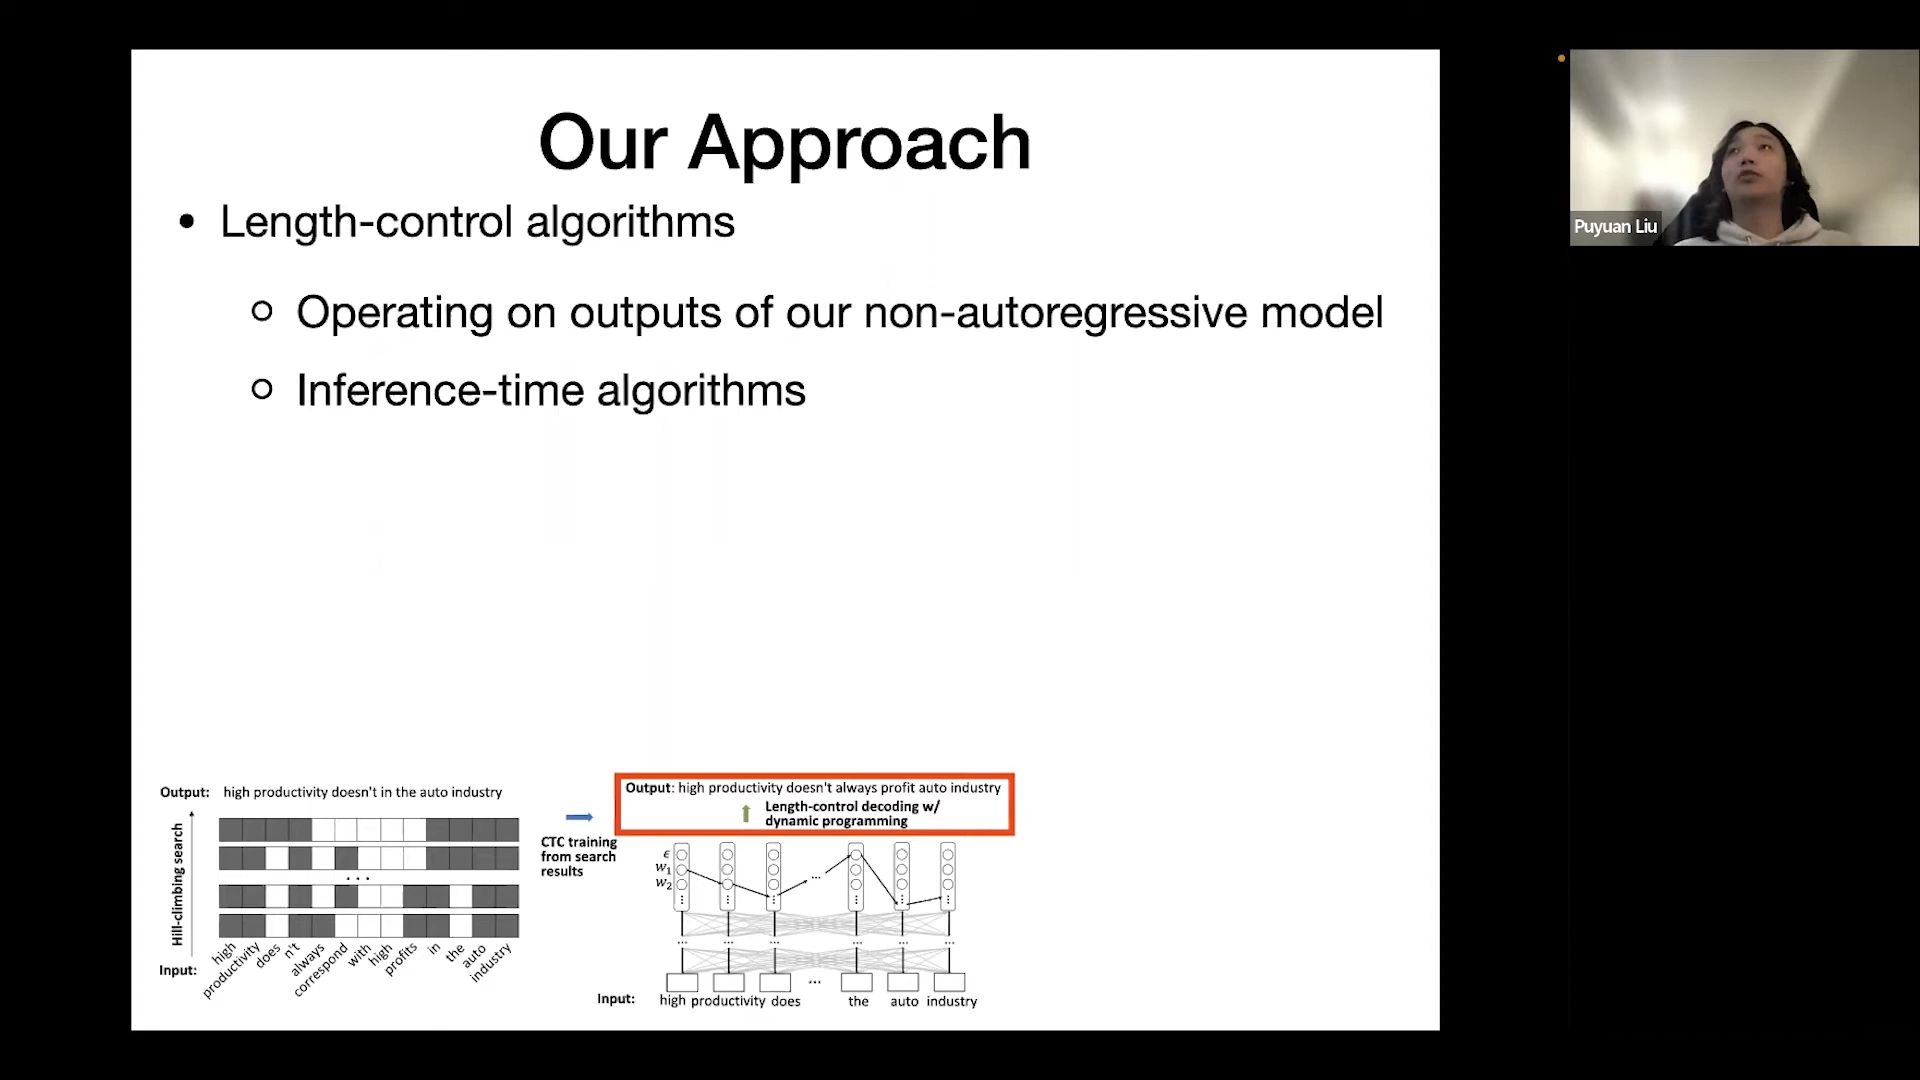 Our Approach
• Length-control algorithms
○ Operating on outputs of our non-autoregressive model
○ Inference-time algorithms
Puyuan Liu
Output: high productivity doesn't in the auto industry
Hill-climbing search
...
Input:
high
productivity
does
n't
always
correspond
with
high
profits
in
the
auto
industry
CTC training
from search
results
Output: high productivity doesn't always profit auto industry
Length-control decoding w/
dynamic programming
ϵ
w₁
w₂
...
Input: high productivity does ... the auto industry